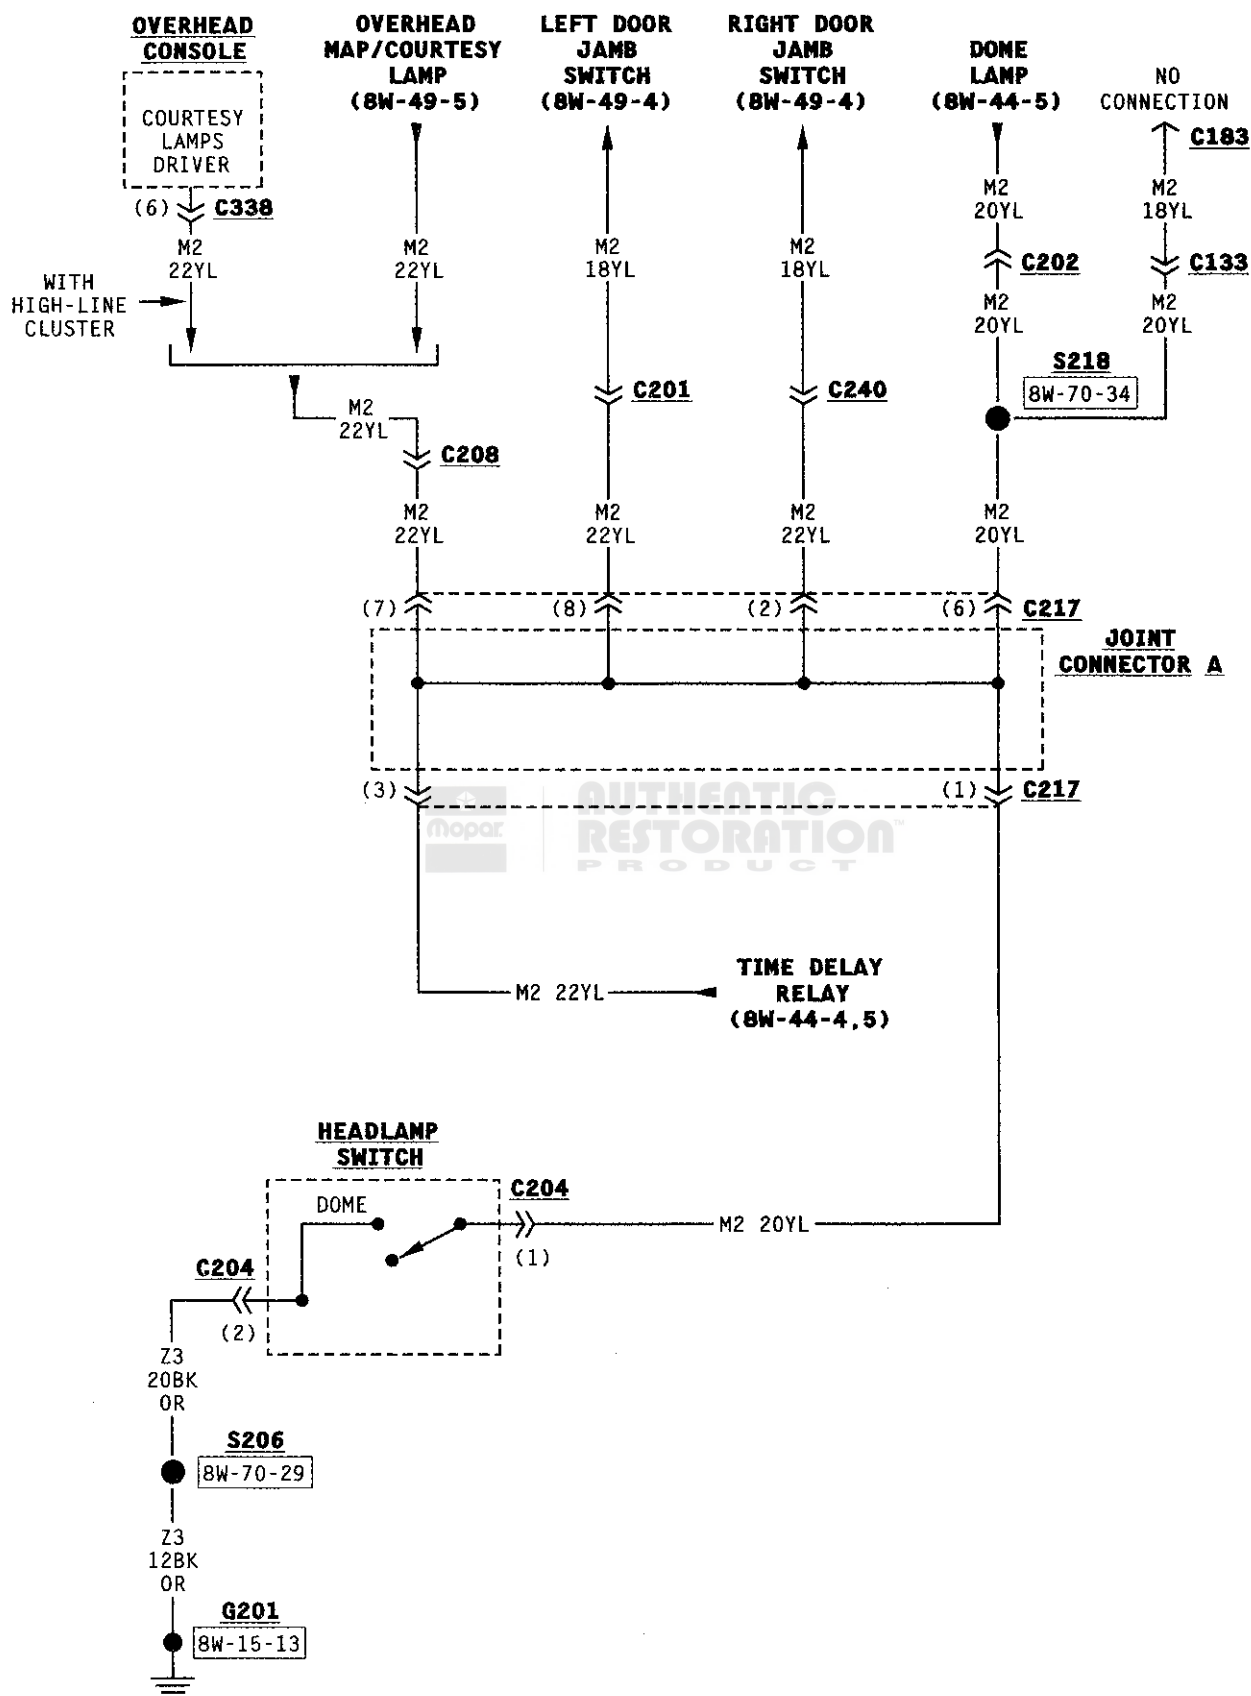 OVERHEAD
CONSOLE
OVERHEAD
MAP/COURTESY
LAMP
(8W-49-5)
LEFT DOOR
JAMB
SWITCH
(8W-49-4)
RIGHT DOOR
JAMB
SWITCH
(8W-49-4)
DOME
LAMP
(8W-44-5)
NO
CONNECTION
C183
COURTESY
LAMPS
DRIVER
(6)
C338
M2
22YL
WITH
HIGH-LINE
CLUSTER
M2
22YL
M2
18YL
M2
18YL
M2
20YL
M2
18YL
C202
C133
M2
20YL
M2
20YL
S218
8W-70-34
M2
22YL
C208
C201
C240
M2
22YL
M2
22YL
M2
22YL
M2
20YL
(7)
(8)
(2)
(6)
C217
JOINT
CONNECTOR A
(3)
(1)
C217
Mopar
AUTHENTIC
RESTORATION™
PRODUCT
M2 22YL
TIME DELAY
RELAY
(8W-44-4,5)
HEADLAMP
SWITCH
DOME
C204
(1)
M2 20YL
C204
(2)
Z3
20BK
OR
S206
8W-70-29
Z3
12BK
OR
G201
8W-15-13